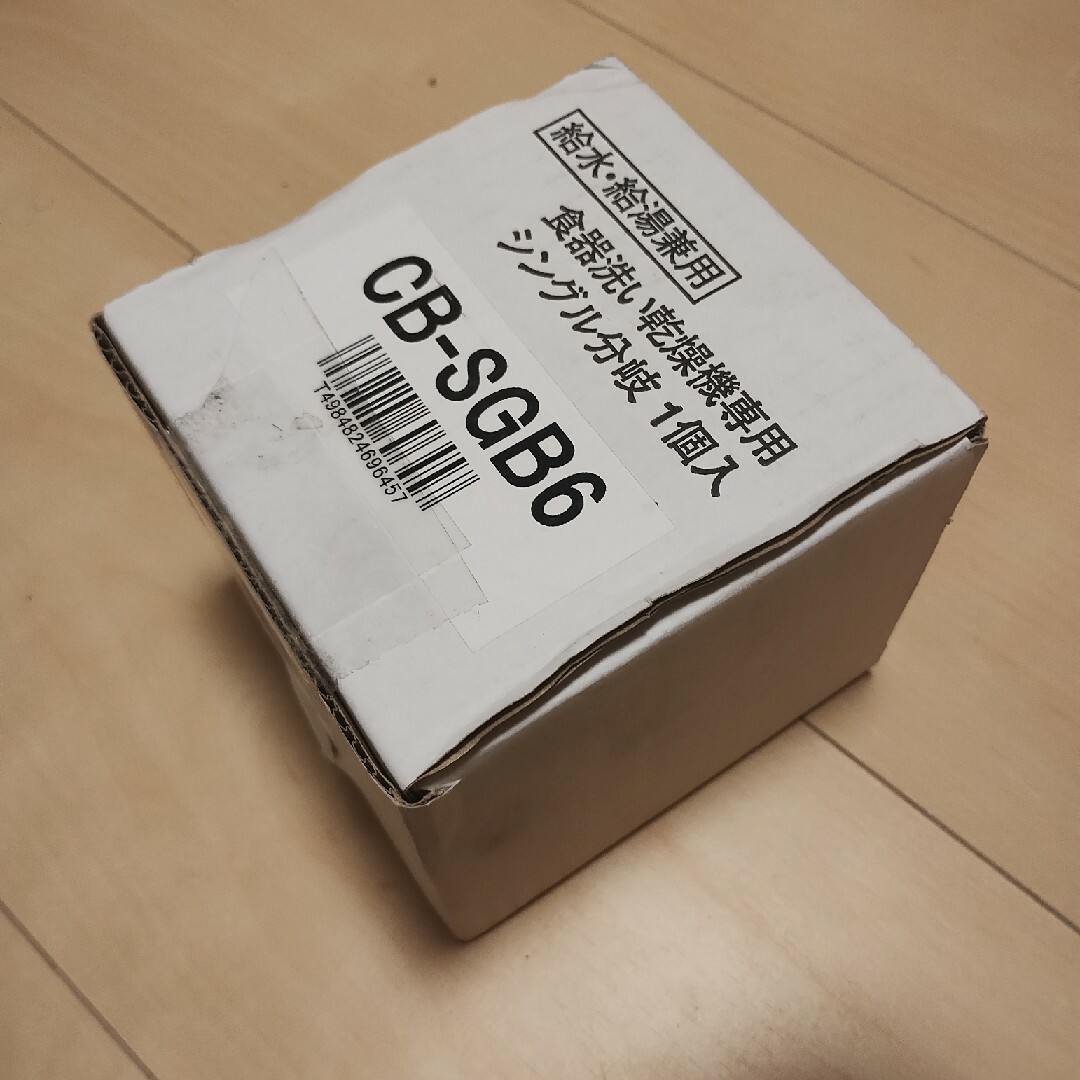 給水・給湯兼用
食器洗い乾燥機専用
シングル分岐 1個入
CB-SGB6
T4984824696457